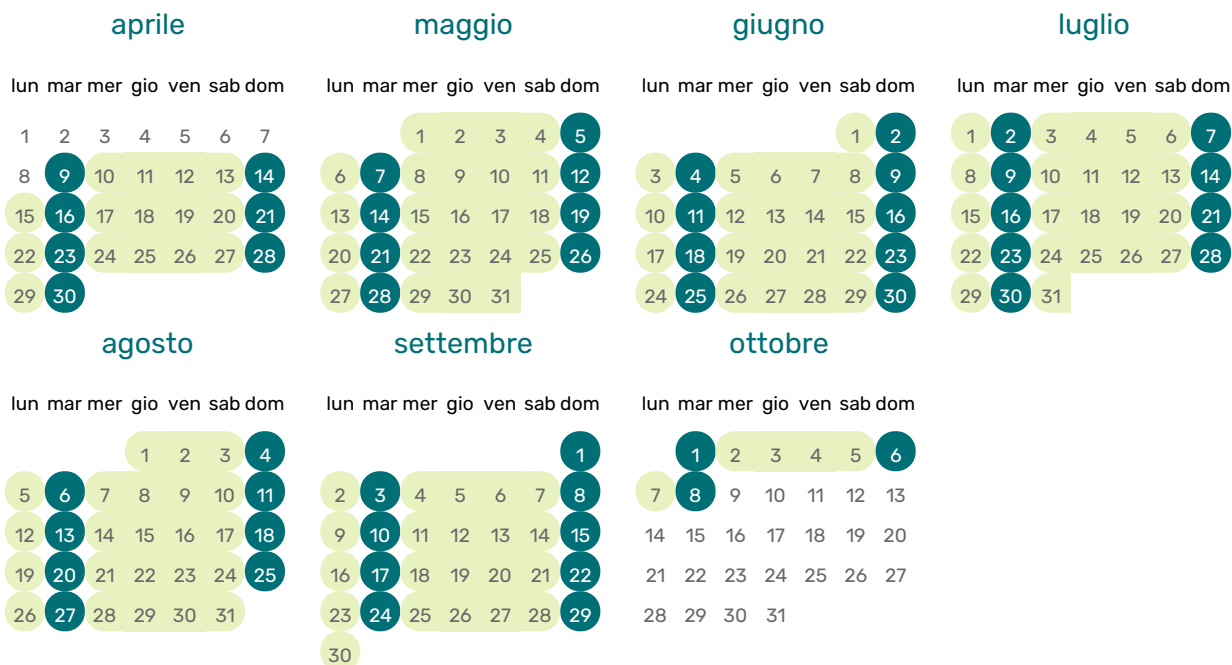 aprile maggio giugno luglio
lun mar mer gio ven sab dom lun mar mer gio ven sab dom lun mar mer gio ven sab dom lun mar mer gio ven sab dom
1 2 3 4 5 6 7 1 2 3 4 5 1 2 1 2 3 4 5 6 7
8 9 10 11 12 13 14 6 7 8 9 10 11 12 3 4 5 6 7 8 9 8 9 10 11 12 13 14
15 16 17 18 19 20 21 13 14 15 16 17 18 19 10 11 12 13 14 15 16 15 16 17 18 19 20 21
22 23 24 25 26 27 28 20 21 22 23 24 25 26 17 18 19 20 21 22 23 22 23 24 25 26 27 28
29 30 27 28 29 30 31 24 25 26 27 28 29 30 29 30 31
agosto settembre ottobre
lun mar mer gio ven sab dom lun mar mer gio ven sab dom lun mar mer gio ven sab dom
1 2 3 4 1 1 2 3 4 5 6
5 6 7 8 9 10 11 2 3 4 5 6 7 8 7 8 9 10 11 12 13
12 13 14 15 16 17 18 9 10 11 12 13 14 15 14 15 16 17 18 19 20
19 20 21 22 23 24 25 16 17 18 19 20 21 22 21 22 23 24 25 26 27
26 27 28 29 30 31 23 24 25 26 27 28 29 28 29 30 31
30